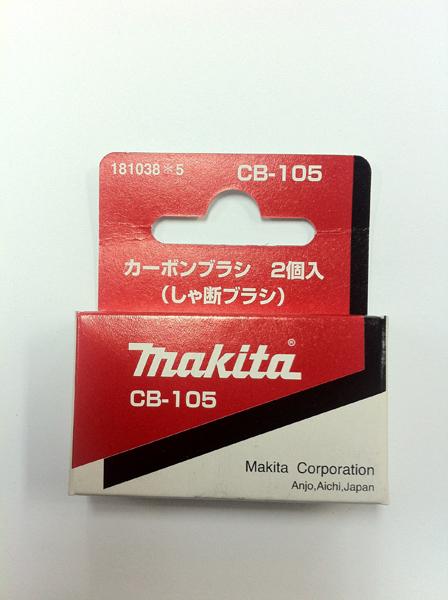 181038※5 CB-105
カーボンブラシ 2個入
(しゃ断ブラシ)
makita®
CB-105
Makita Corporation
Anjo,Aichi,Japan